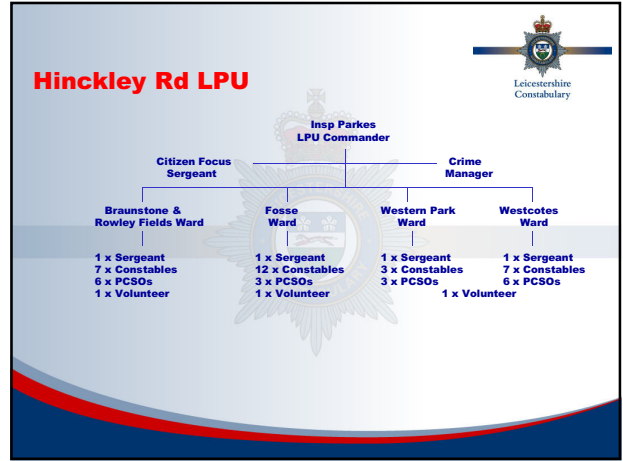 Hinckley Rd LPU
Leicestershire
Constabulary
Insp Parkes
LPU Commander
Citizen Focus
Sergeant
Crime
Manager
Braunstone &
Rowley Fields Ward
1 x Sergeant
7 x Constables
6 x PCSOs
1 x Volunteer
Fosse
Ward
1 x Sergeant
12 x Constables
3 x PCSOs
1 x Volunteer
Western Park
Ward
1 x Sergeant
3 x Constables
3 x PCSOs
Westcotes
Ward
1 x Sergeant
7 x Constables
6 x PCSOs
1 x Volunteer